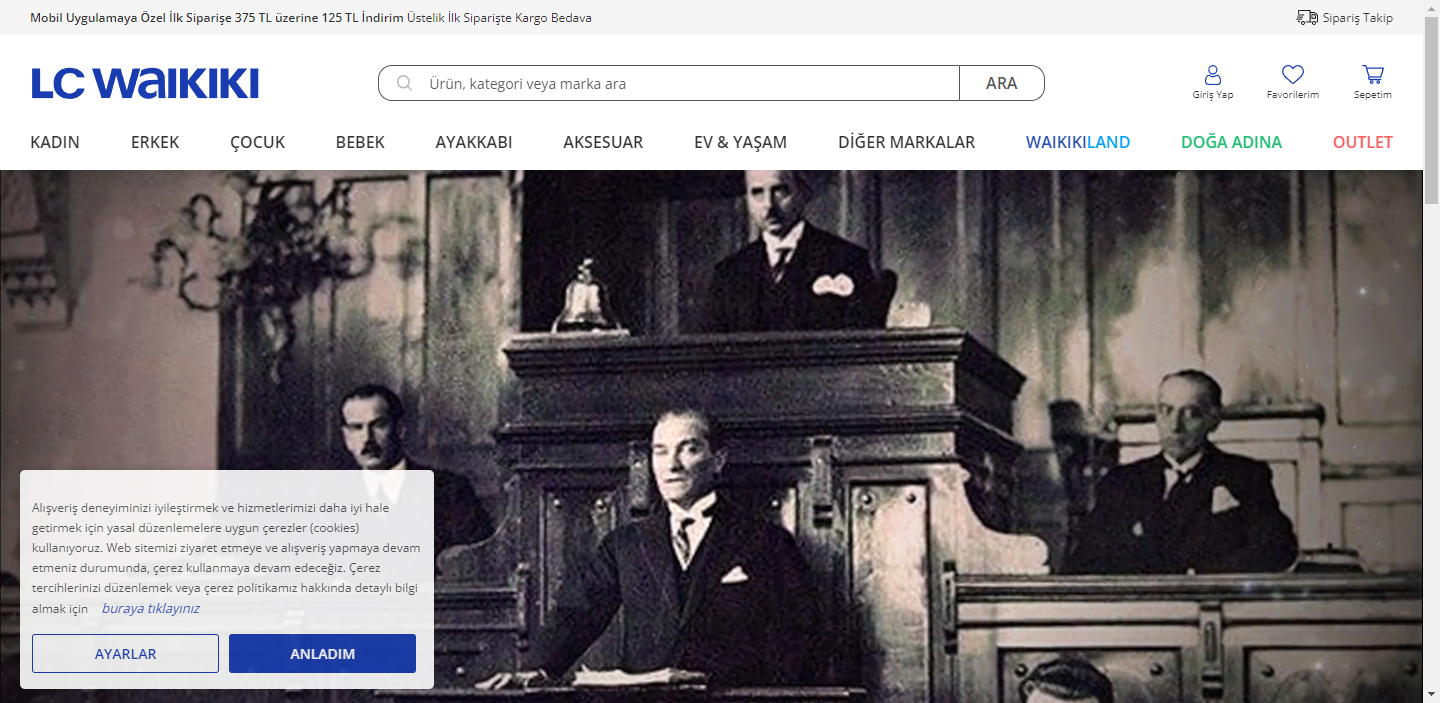 Mobil Uygulamaya Özel İlk Siparişe 375 TL üzerine 125 TL İndirim Üstelik İlk Siparişte Kargo Bedava
Sipariş Takip
LC WAIKIKI
Ürün, kategori veya marka ara
ARA
Giriş Yap
Favorilerim
Sepetim
KADIN
ERKEK
ÇOCUK
BEBEK
AYAKKABI
AKSESUAR
EV & YAŞAM
DİĞER MARKALAR
WAIKIKILAND
DOĞA ADINA
OUTLET
Alışveriş deneyiminizi iyileştirmek ve hizmetlerimizi daha iyi hale
getirmek için yasal düzenlemelere uygun çerezler (cookies)
kullanıyoruz. Web sitemizi ziyaret etmeye ve alışveriş yapmaya devam
etmeniz durumunda, çerez kullanmaya devam edeceğiz. Çerez
tercihlerinizi düzenlemek veya çerez politikamız hakkında detaylı bilgi
almak için buraya tıklayınız
AYARLAR
ANLADIM